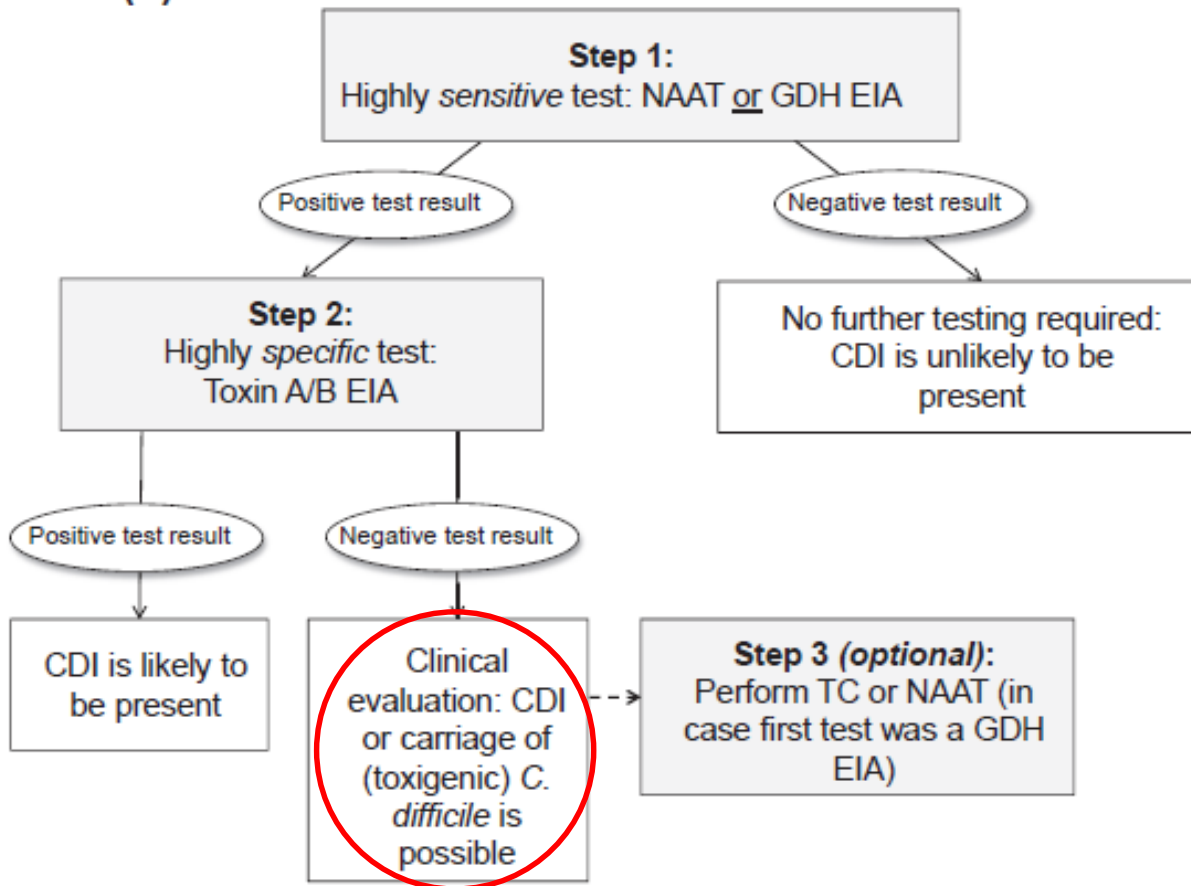 Step 1:
Highly sensitive test: NAAT or GDH EIA
Positive test result
Negative test result
Step 2:
Highly specific test:
Toxin A/B EIA
No further testing required:
CDI is unlikely to be
present
Positive test result
Negative test result
CDI is likely to
be present
Clinical
evaluation: CDI
or carriage of
(toxigenic) C.
difficile is
possible
Step 3 (optional):
Perform TC or NAAT (in
case first test was a GDH
EIA)